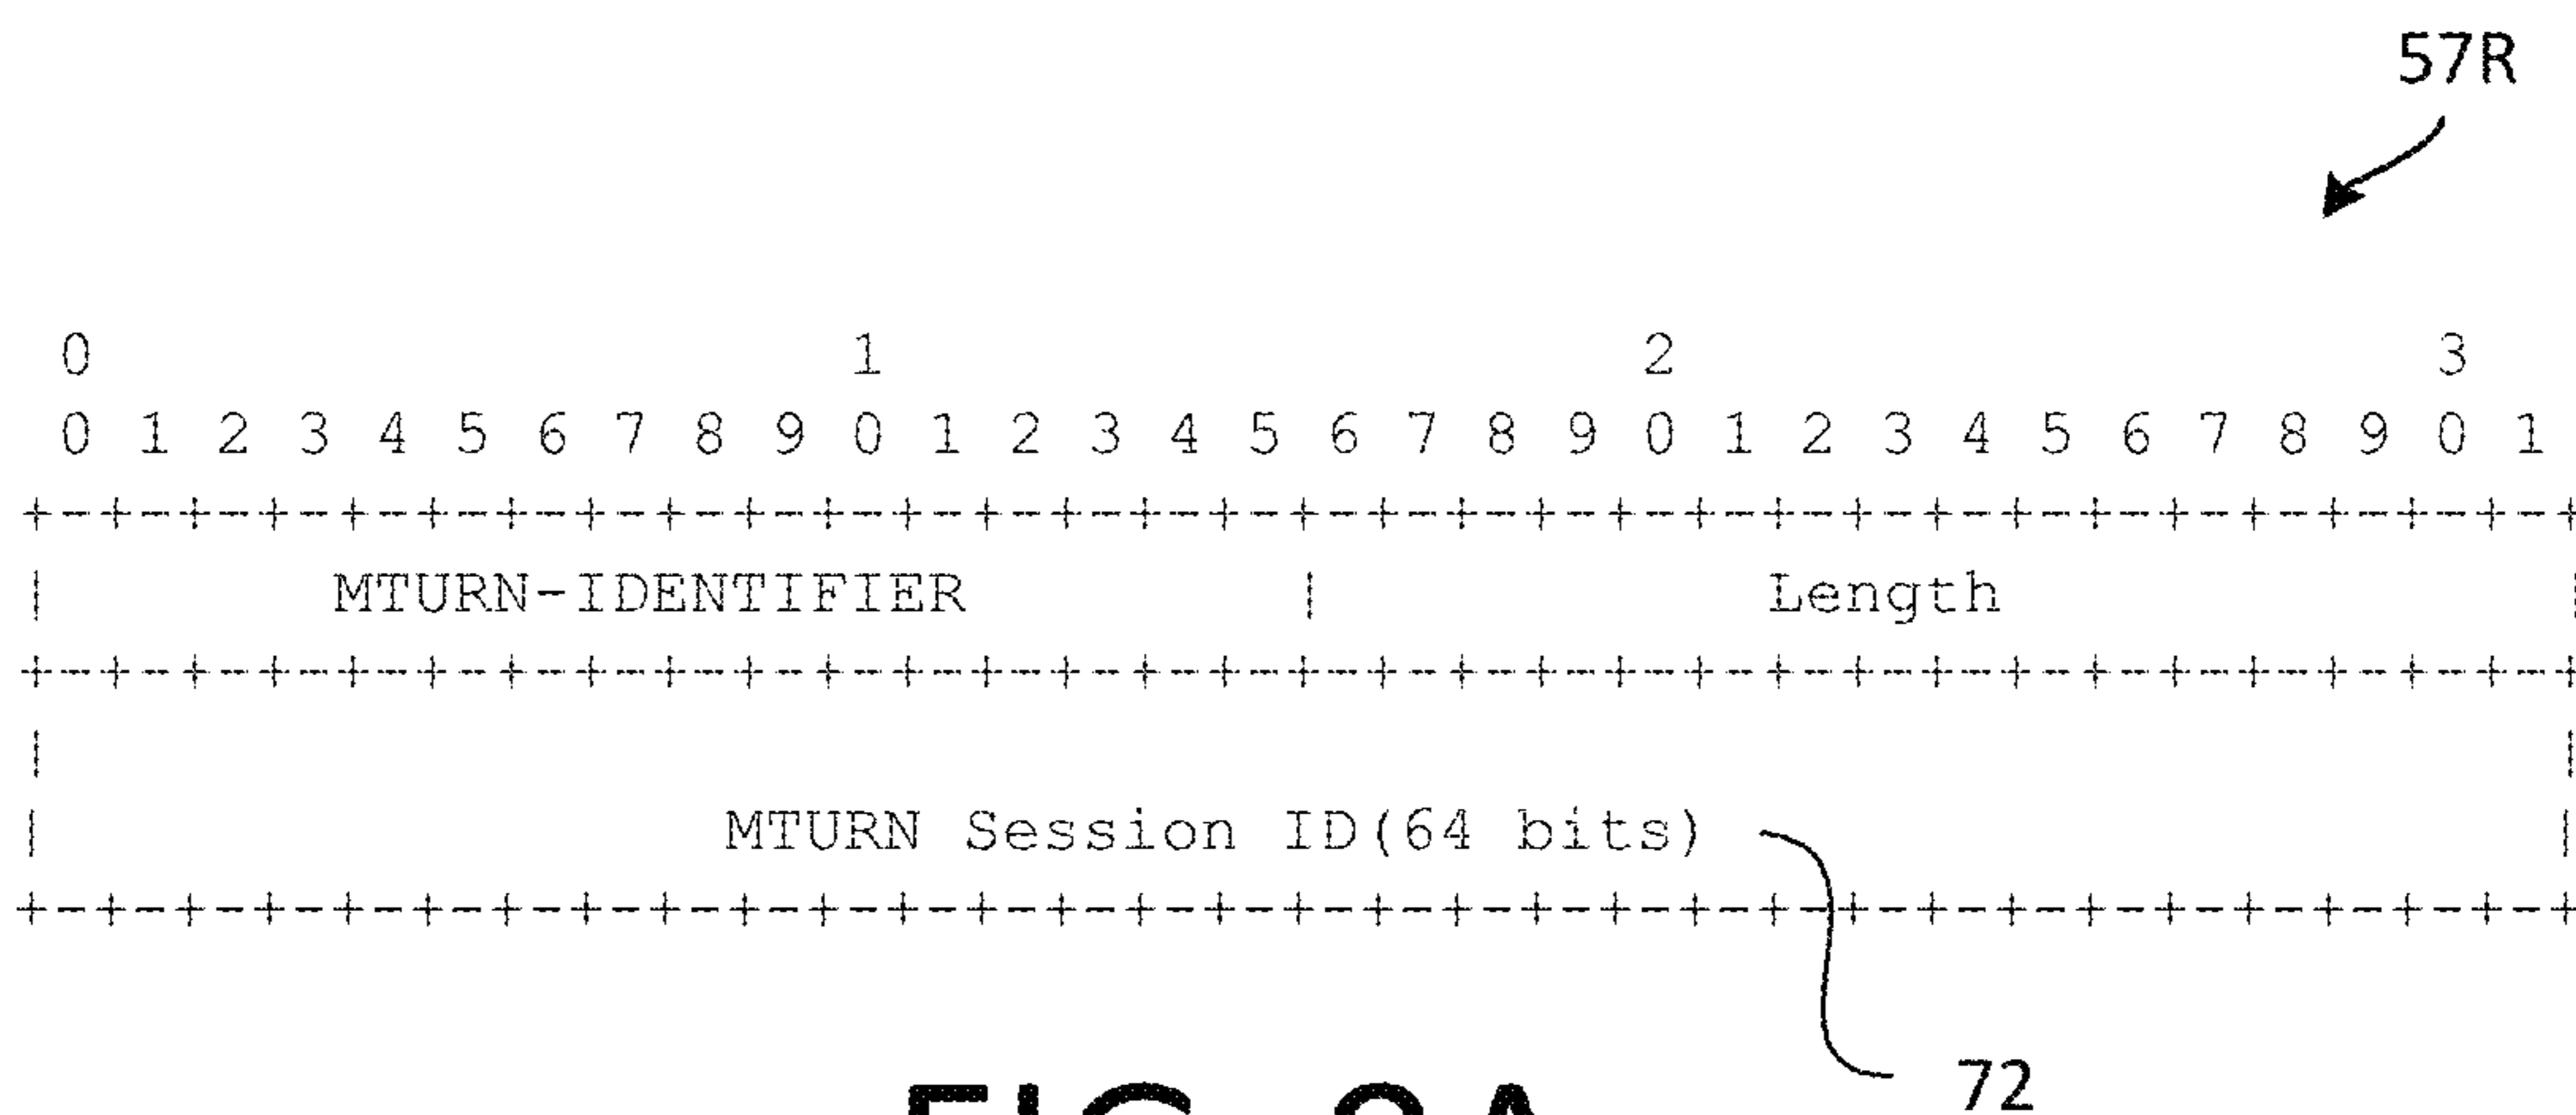 57R
0 1 2 3
0 1 2 3 4 5 6 7 8 9 0 1 2 3 4 5 6 7 8 9 0 1 2 3 4 5 6 7 8 9 0 1
+-+-+-+-+-+-+-+-+-+-+-+-+-+-+-+-+-+-+-+-+-+-+-+-+-+-+-+-+-+-+-+-+
| MTURN-IDENTIFIER | Length |
+-+-+-+-+-+-+-+-+-+-+-+-+-+-+-+-+-+-+-+-+-+-+-+-+-+-+-+-+-+-+-+-+
| |
| MTURN Session ID(64 bits) |
+-+-+-+-+-+-+-+-+-+-+-+-+-+-+-+-+-+-+-+-+-+-+-+-+-+-+-+-+-+-+-+-+
72
FIG